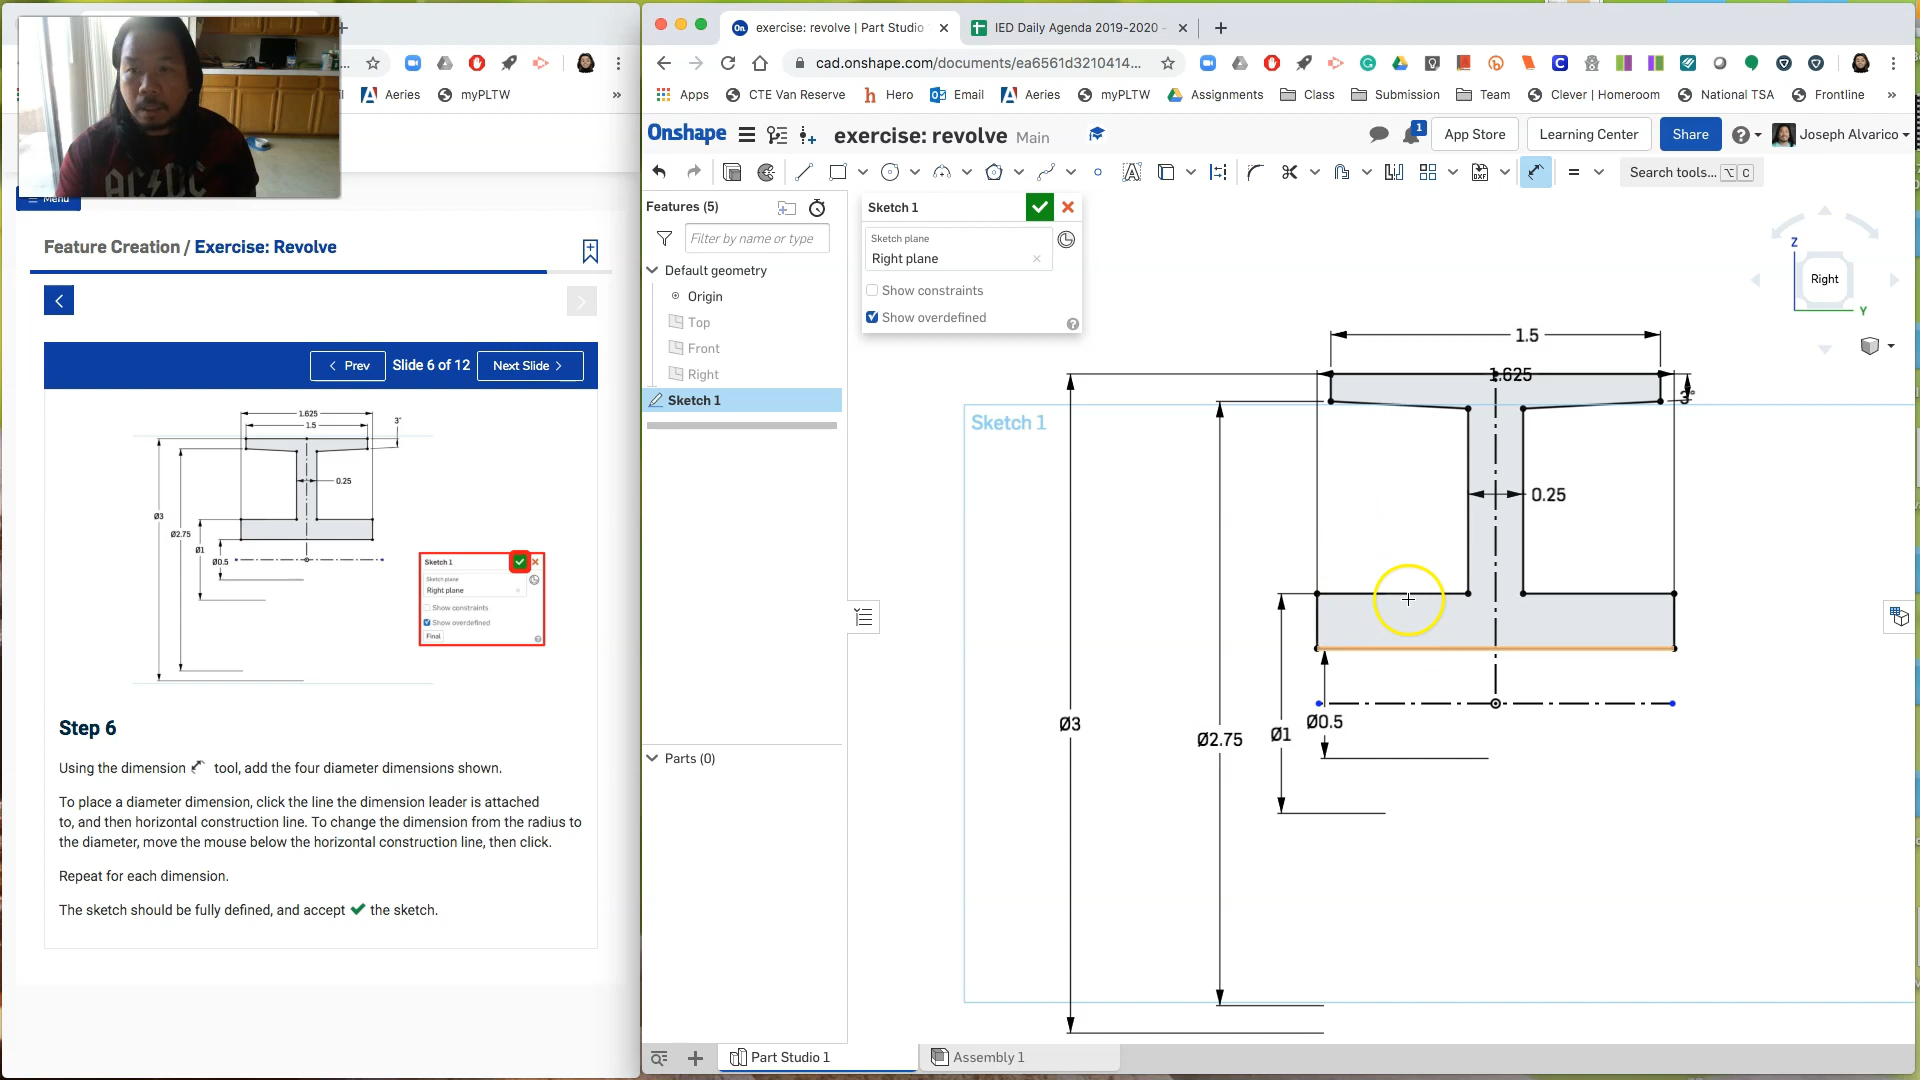 exercise: revolve | Part Studio
IED Daily Agenda 2019-2020 -
cad.onshape.com/documents/ea6561d3210414...
Aeries
myPLTW
»
Apps
CTE Van Reserve
Hero
Email
Aeries
myPLTW
Assignments
Class
Submission
Team
Clever | Homeroom
National TSA
Frontline
»
AC/DC
Menu
Onshape
exercise: revolve Main
1
App Store
Learning Center
Share
Joseph Alvarico
Search tools... ⌥ C
Feature Creation / Exercise: Revolve
< Prev
Slide 6 of 12
Next Slide >
1.625
1.5
3°
0.25
Ø3
Ø2.75
Ø1
Ø0.5
Sketch 1
Sketch plane
Right plane
Show constraints
Show overdefined
Final
Step 6
Using the dimension tool, add the four diameter dimensions shown.
To place a diameter dimension, click the line the dimension leader is attached
to, and then horizontal construction line. To change the dimension from the radius to
the diameter, move the mouse below the horizontal construction line, then click.
Repeat for each dimension.
The sketch should be fully defined, and accept ✔ the sketch.
Features (5)
Filter by name or type
Default geometry
Origin
Top
Front
Right
Sketch 1
Parts (0)
Sketch 1
Sketch plane
Right plane
Show constraints
Show overdefined
Z
Right
Y
Sketch 1
1.5
1.625
3°
0.25
Ø3
Ø2.75
Ø1
Ø0.5
Part Studio 1
Assembly 1